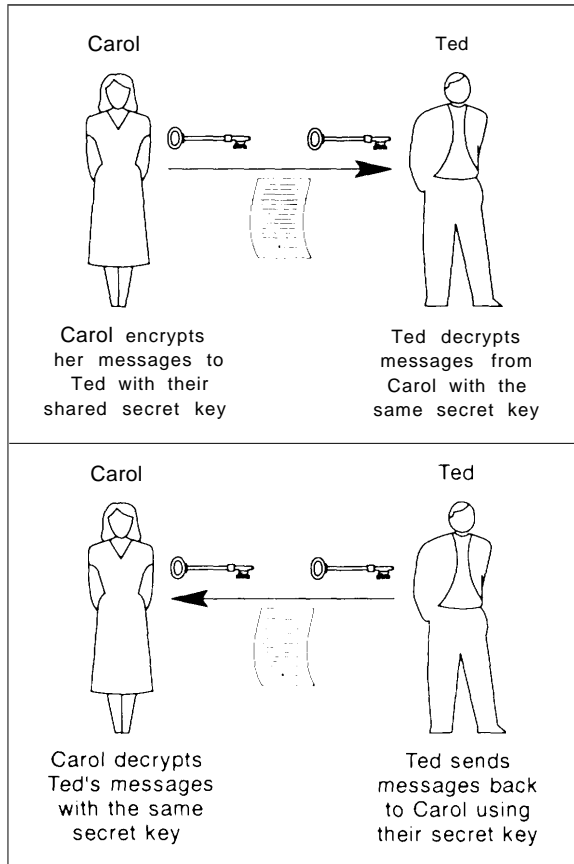 Carol
Ted
Carol encrypts
her messages to
Ted with their
shared secret key
Ted decrypts
messages from
Carol with the
same secret key
Carol
Ted
Carol decrypts
Ted's messages
with the same
secret key
Ted sends
messages back
to Carol using
their secret key